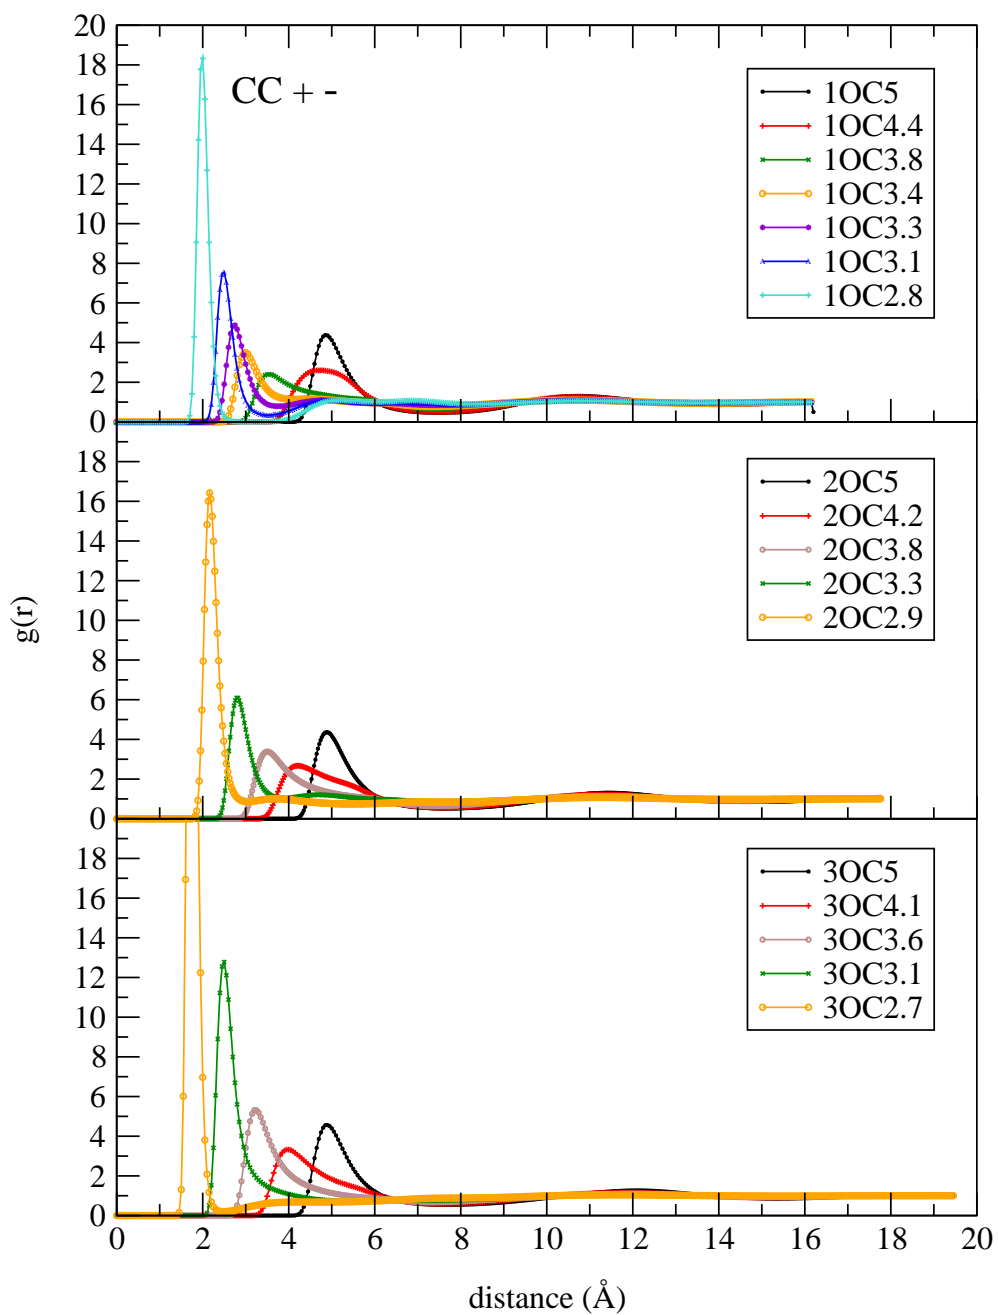 20
18
16
14
12
10
8
6
4
2
0
CC + -
1OC5
1OC4.4
1OC3.8
1OC3.4
1OC3.3
1OC3.1
1OC2.8
18
16
14
12
10
8
6
4
2
0
2OC5
2OC4.2
2OC3.8
2OC3.3
2OC2.9
g(r)
18
16
14
12
10
8
6
4
2
0
3OC5
3OC4.1
3OC3.6
3OC3.1
3OC2.7
0 2 4 6 8 10 12 14 16 18 20
distance (Å)